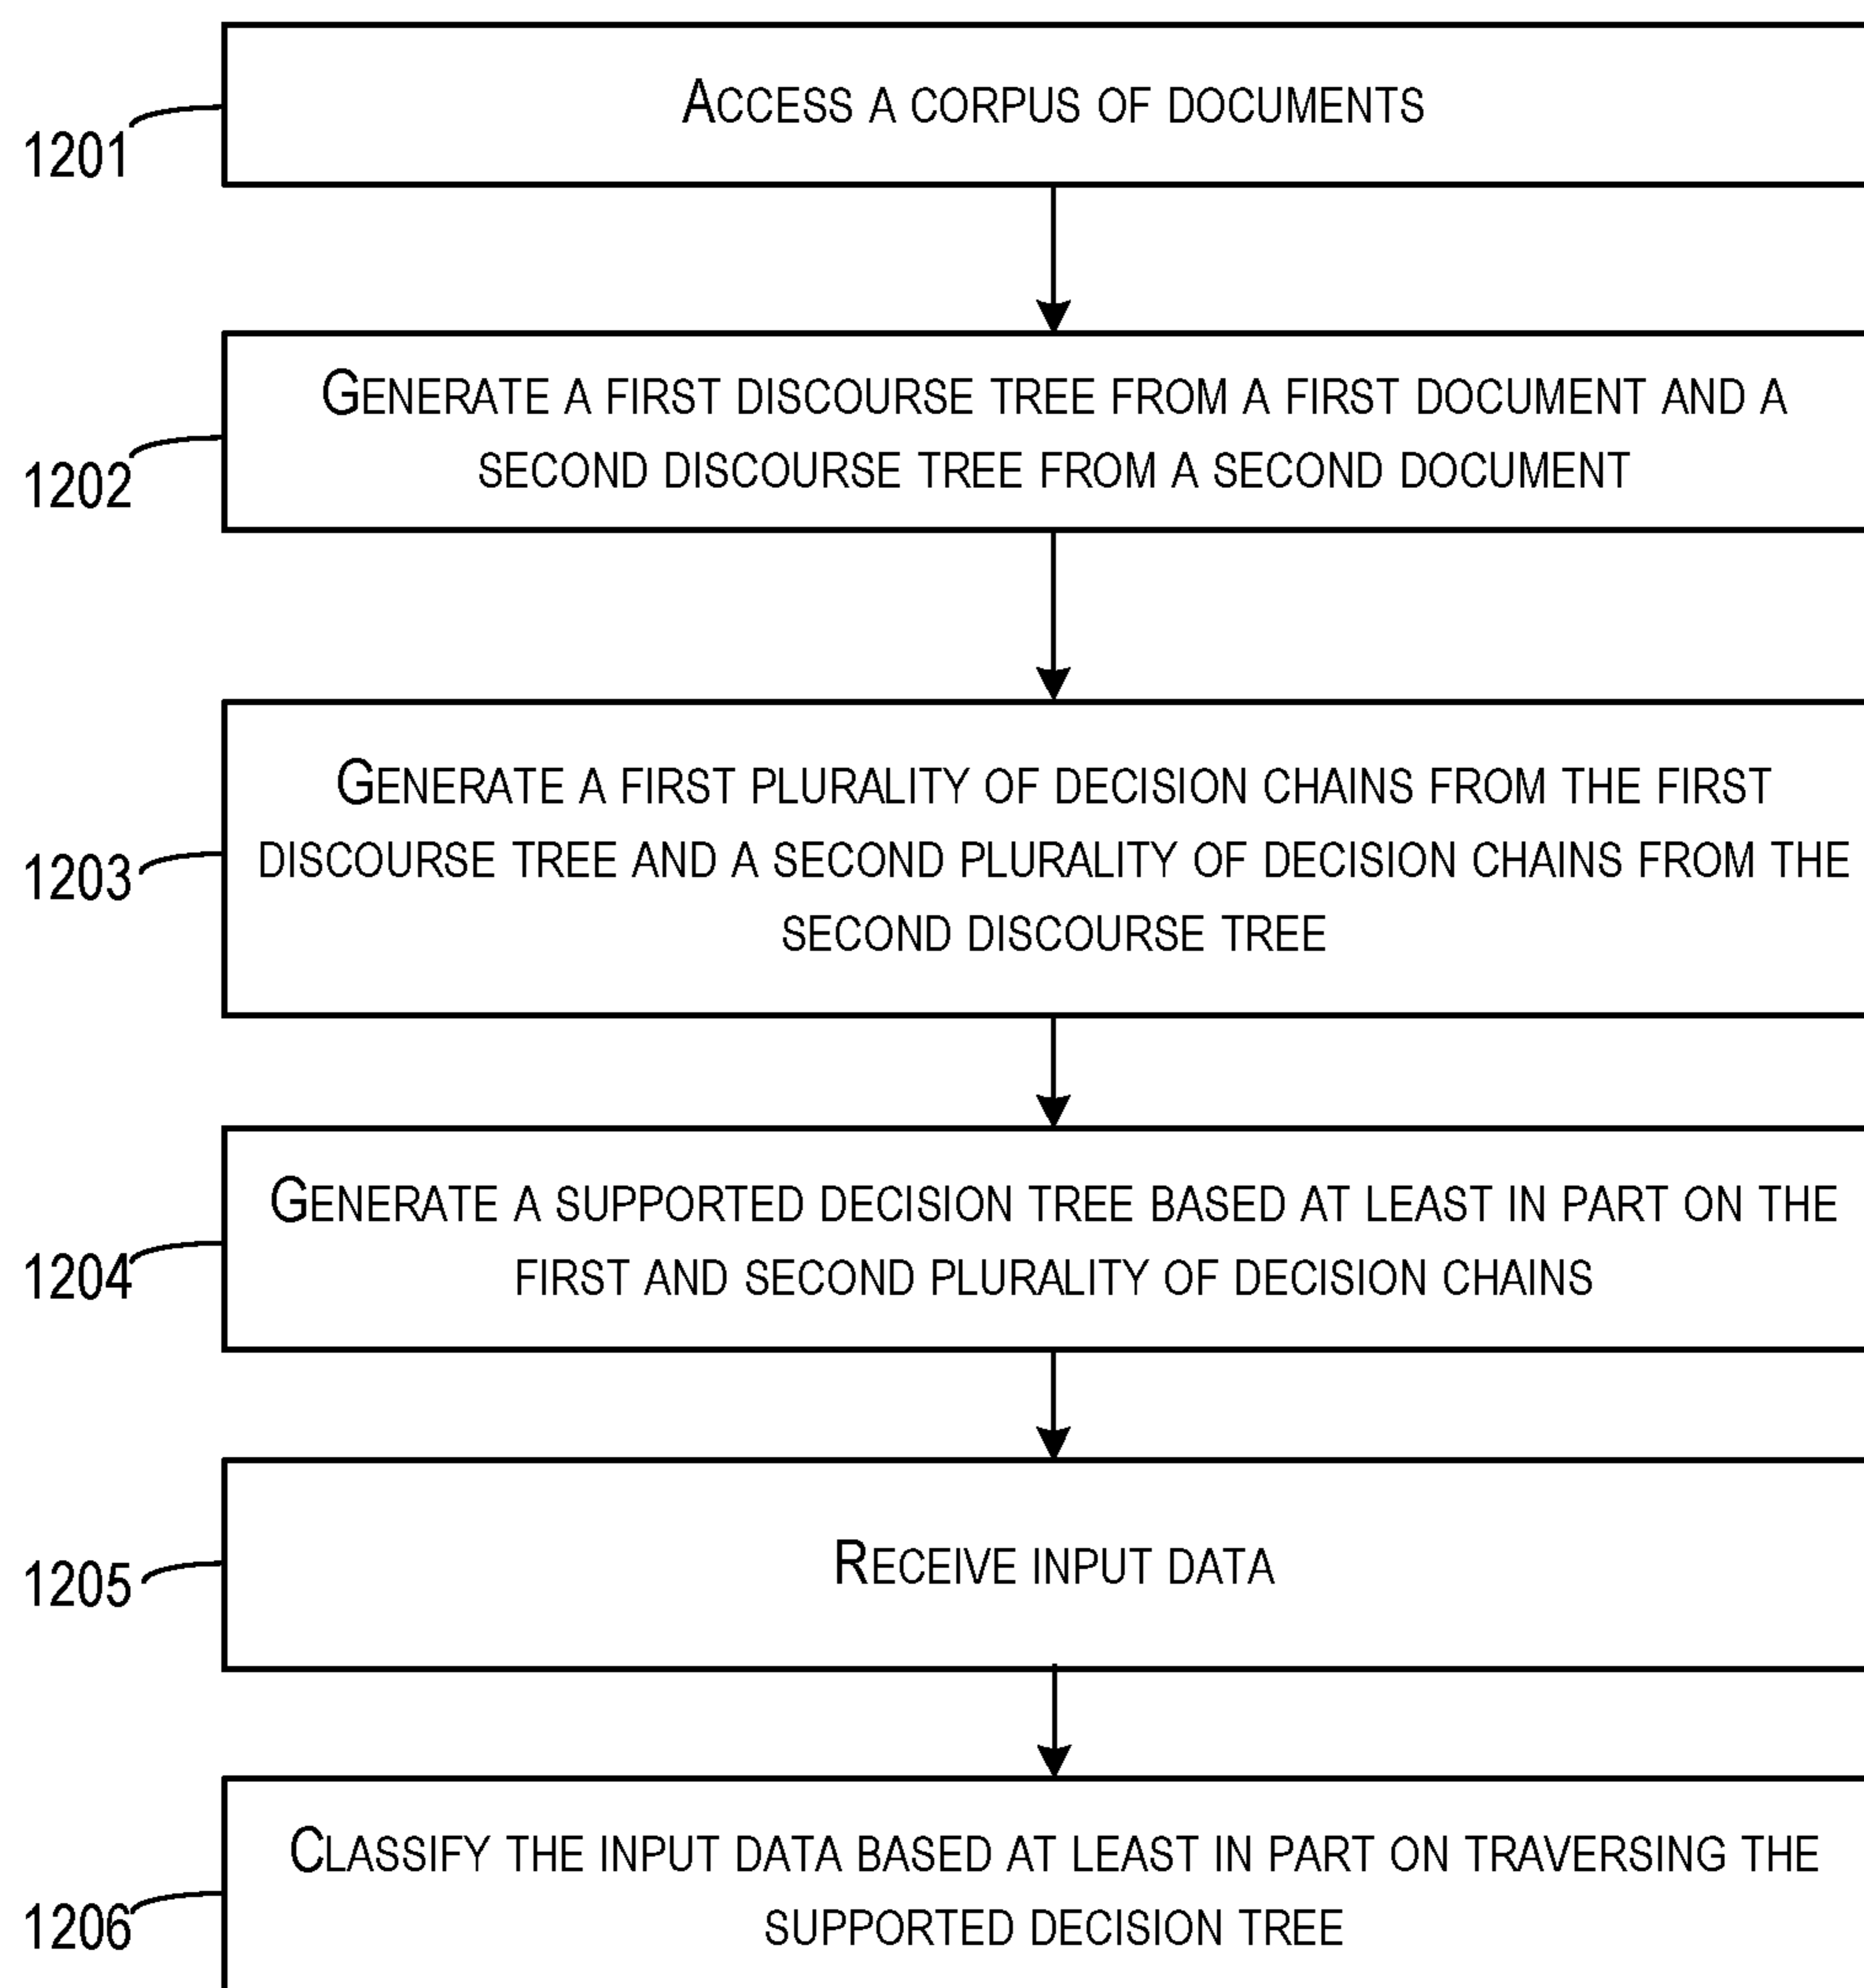 ACCESS A CORPUS OF DOCUMENTS
1201
GENERATE A FIRST DISCOURSE TREE FROM A FIRST DOCUMENT AND A
SECOND DISCOURSE TREE FROM A SECOND DOCUMENT
1202
GENERATE A FIRST PLURALITY OF DECISION CHAINS FROM THE FIRST
DISCOURSE TREE AND A SECOND PLURALITY OF DECISION CHAINS FROM THE
1203
SECOND DISCOURSE TREE
GENERATE A SUPPORTED DECISION TREE BASED AT LEAST IN PART ON THE
FIRST AND SECOND PLURALITY OF DECISION CHAINS
1204
RECEIVE INPUT DATA
1205
CLASSIFY THE INPUT DATA BASED AT LEAST IN PART ON TRAVERSING THE
SUPPORTED DECISION TREE
1206